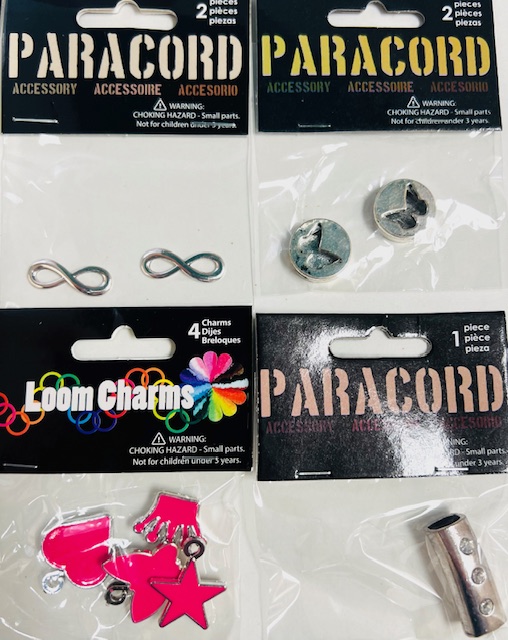 2 pieces
pièces
piezas
PARACORD
ACCESSORY ACCESSOIRE ACCESORIO
WARNING:
CHOKING HAZARD - Small parts.
Not for children under 3 years.
2 pieces
pièces
piezas
PARACORD
ACCESSORY ACCESSOIRE ACCESORIO
WARNING:
CHOKING HAZARD - Small parts.
Not for children under 3 years.
4 Charms
Dijes
Breloques
Loom Charms
WARNING:
CHOKING HAZARD - Small parts.
Not for children under 3 years.
1 piece
pièce
pieza
PARACORD
ACCESSORY ACCESSOIRE ACCESORIO
WARNING:
CHOKING HAZARD - Small parts.
under 3 years.